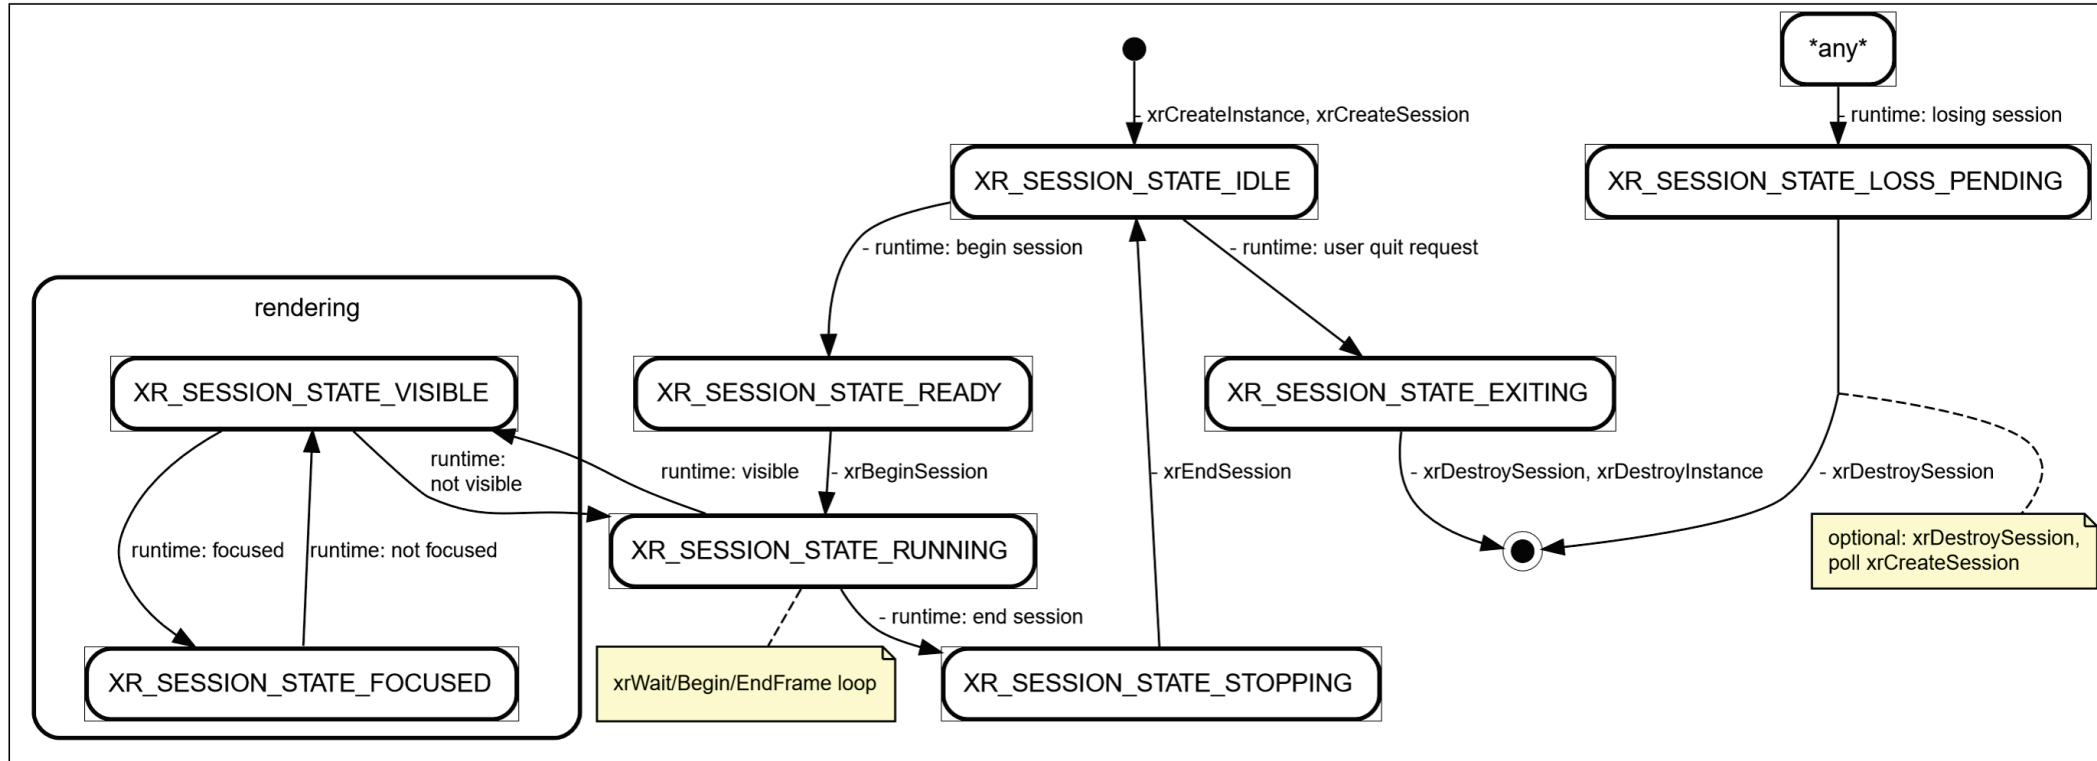 *any*
- xrCreateInstance, xrCreateSession
- runtime: losing session
XR_SESSION_STATE_IDLE
XR_SESSION_STATE_LOSS_PENDING
- runtime: begin session
- runtime: user quit request
rendering
XR_SESSION_STATE_VISIBLE
XR_SESSION_STATE_READY
XR_SESSION_STATE_EXITING
runtime:
not visible
runtime: visible
- xrBeginSession
- xrEndSession
- xrDestroySession, xrDestroyInstance
- xrDestroySession
runtime: focused
runtime: not focused
XR_SESSION_STATE_RUNNING
optional: xrDestroySession,
poll xrCreateSession
- runtime: end session
XR_SESSION_STATE_FOCUSED
xrWait/Begin/EndFrame loop
XR_SESSION_STATE_STOPPING